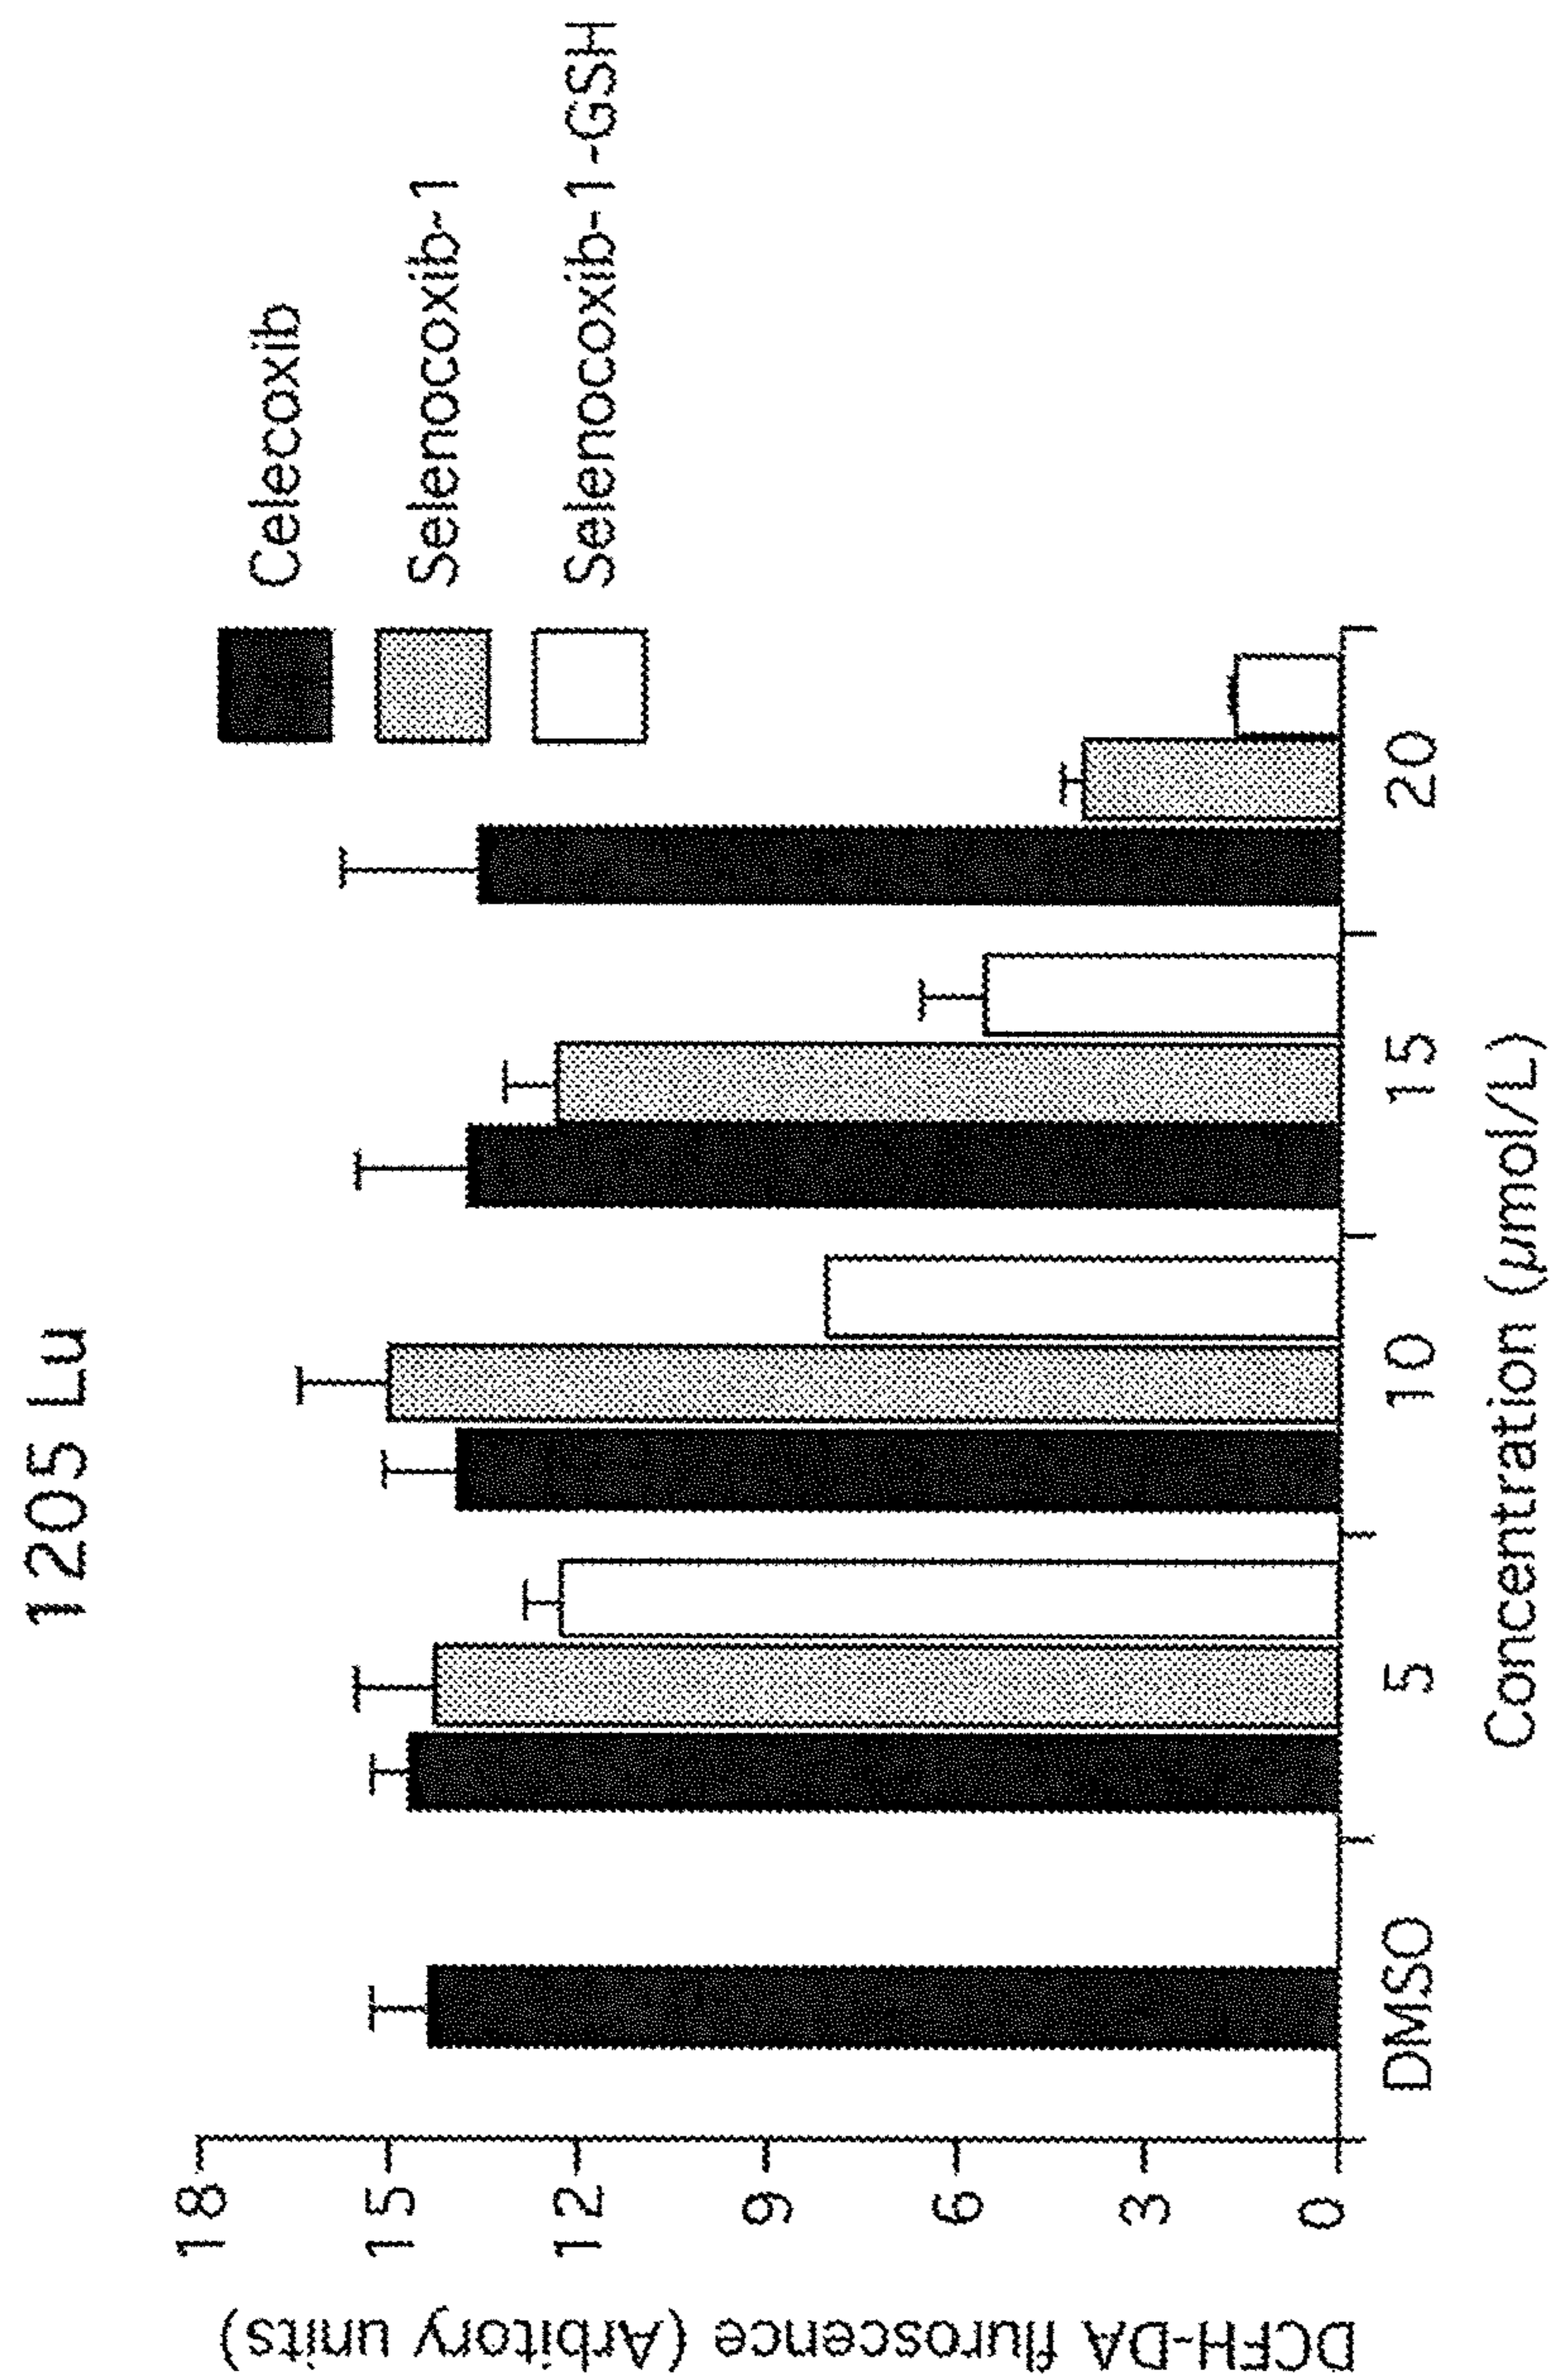 1205 Lu
Celecoxib
Selenocoxib-1
Selenocoxib-1-GSH
DCFH-DA fluroscence (Arbitory units)
18
15
12
9
6
3
0
DMSO 5 10 15 20
Concentration (µmol/L)